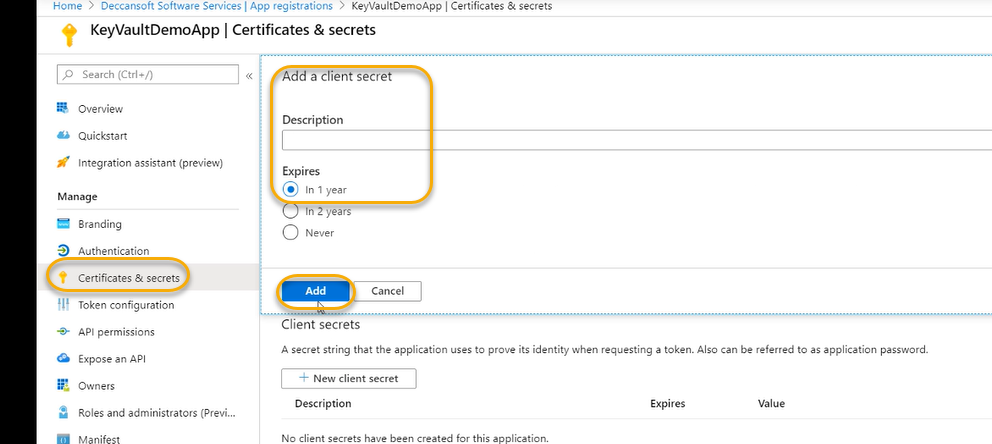 Home > Deccansoft Software Services | App registrations > KeyVaultDemoApp | Certificates & secrets
KeyVaultDemoApp | Certificates & secrets
Search (Ctrl+/)
«
Overview
Quickstart
Integration assistant (preview)
Manage
Branding
Authentication
Certificates & secrets
Token configuration
API permissions
Expose an API
Owners
Roles and administrators (Previ...
Manifest
Add a client secret
Description
Expires
In 1 year
In 2 years
Never
Add Cancel
Client secrets
A secret string that the application uses to prove its identity when requesting a token. Also can be referred to as application password.
+ New client secret
Description Expires Value
No client secrets have been created for this application.